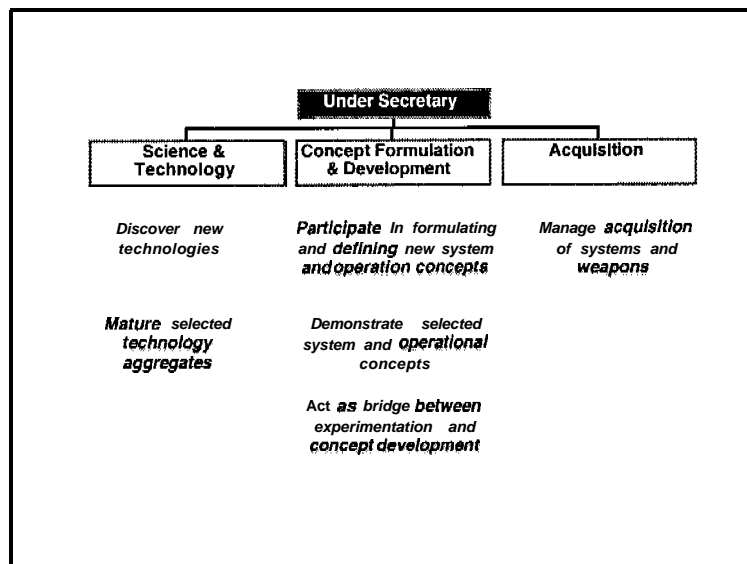 Under Secretary
Science &
Technology
Concept Formulation
& Development
Acquisition
Discover new
technologies
Mature selected
technology
aggregates
Participate In formulating
and defining new system
and operation concepts
Demonstrate selected
system and operational
concepts
Act as bridge between
experimentation and
concept development
Manage acquisition
of systems and
weapons